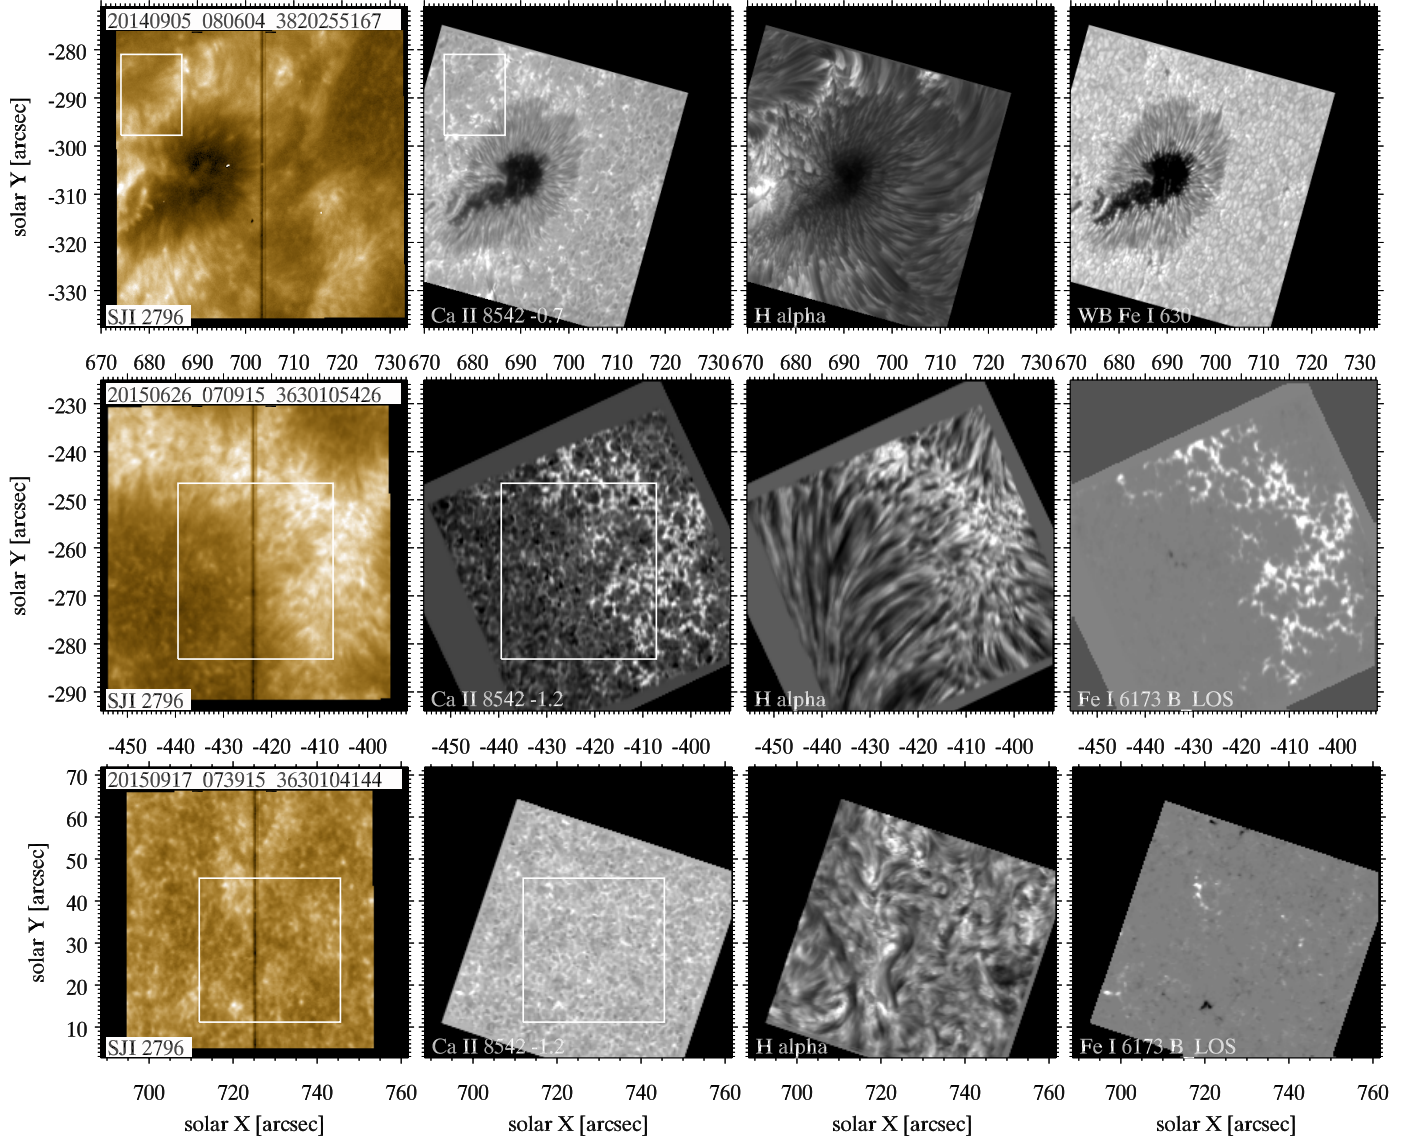 20140905_080604_3820255167
-280
-290
-300
-310
-320
-330
solar Y [arcsec]
SJI 2796
Ca II 8542 -0.7
H alpha
WB Fe I 630
670 680 690 700 710 720 730
670 680 690 700 710 720 730
670 680 690 700 710 720 730
670 680 690 700 710 720 730
20150626_070915_3630105426
-230
-240
-250
-260
-270
-280
-290
solar Y [arcsec]
SJI 2796
Ca II 8542 -1.2
H alpha
Fe I 6173 B_LOS
-450 -440 -430 -420 -410 -400
-450 -440 -430 -420 -410 -400
-450 -440 -430 -420 -410 -400
-450 -440 -430 -420 -410 -400
20150917_073915_3630104144
70
60
50
40
30
20
10
solar Y [arcsec]
SJI 2796
Ca II 8542 -1.2
H alpha
Fe I 6173 B_LOS
700 720 740 760
700 720 740 760
700 720 740 760
700 720 740 760
solar X [arcsec]
solar X [arcsec]
solar X [arcsec]
solar X [arcsec]